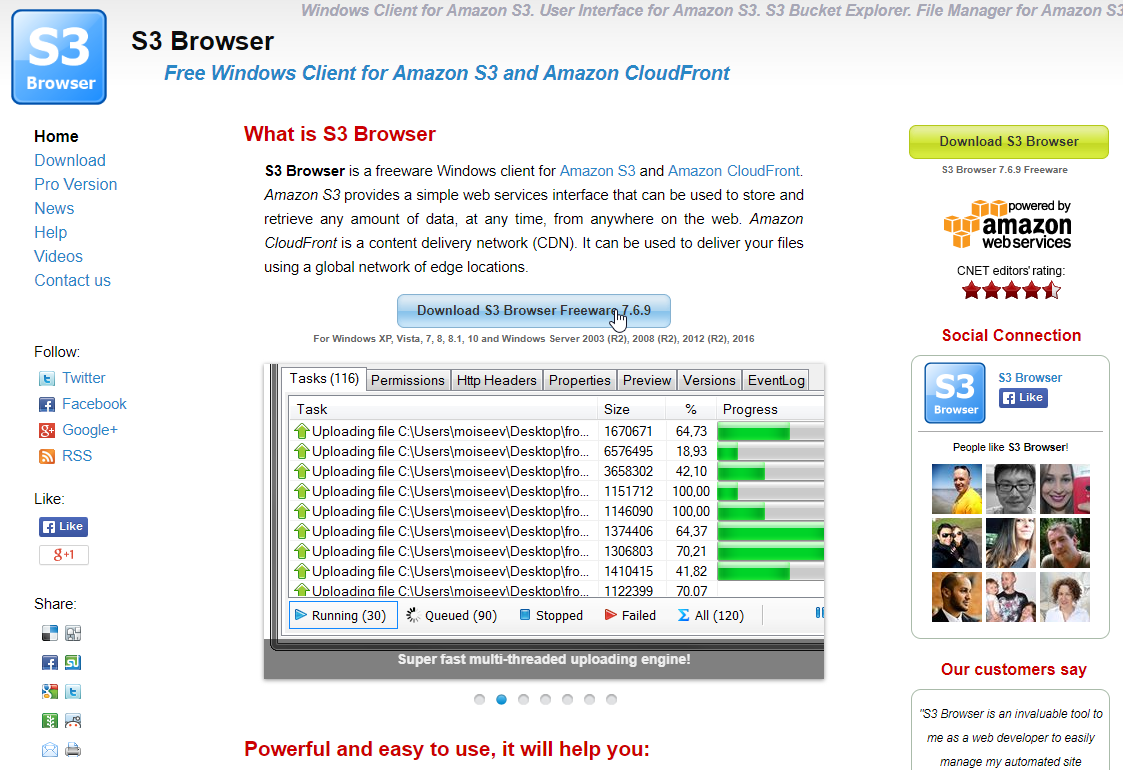 Windows Client for Amazon S3. User Interface for Amazon S3. S3 Bucket Explorer. File Manager for Amazon S3
S3
Browser
S3 Browser
Free Windows Client for Amazon S3 and Amazon CloudFront
Home
Download
Pro Version
News
Help
Videos
Contact us
Follow:
Twitter
Facebook
Google+
RSS
Like:
Like
g+1
Share:
What is S3 Browser
S3 Browser is a freeware Windows client for Amazon S3 and Amazon CloudFront.
Amazon S3 provides a simple web services interface that can be used to store and
retrieve any amount of data, at any time, from anywhere on the web. Amazon
CloudFront is a content delivery network (CDN). It can be used to deliver your files
using a global network of edge locations.
Download S3 Browser Freeware 7.6.9
For Windows XP, Vista, 7, 8, 8.1, 10 and Windows Server 2003 (R2), 2008 (R2), 2012 (R2), 2016
Tasks (116) Permissions Http Headers Properties Preview Versions EventLog
Task Size % Progress
Uploading file C:\Users\moiseev\Desktop\fro... 1670671 64,73
Uploading file C:\Users\moiseev\Desktop\fro... 6576495 18,93
Uploading file C:\Users\moiseev\Desktop\fro... 3658302 42,10
Uploading file C:\Users\moiseev\Desktop\fro... 1151712 100,00
Uploading file C:\Users\moiseev\Desktop\fro... 1146090 100,00
Uploading file C:\Users\moiseev\Desktop\fro... 1374406 64,37
Uploading file C:\Users\moiseev\Desktop\fro... 1306803 70,21
Uploading file C:\Users\moiseev\Desktop\fro... 1410415 41,82
Uploading file C:\Users\moiseev\Desktop\fro... 1122399 70,07
Running (30) Queued (90) Stopped Failed All (120)
Super fast multi-threaded uploading engine!
Powerful and easy to use, it will help you:
Download S3 Browser
S3 Browser 7.6.9 Freeware
powered by
amazon
webservices
CNET editors' rating:
Social Connection
S3
Browser
S3 Browser
Like
People like S3 Browser!
Our customers say
"S3 Browser is an invaluable tool to
me as a web developer to easily
manage my automated site